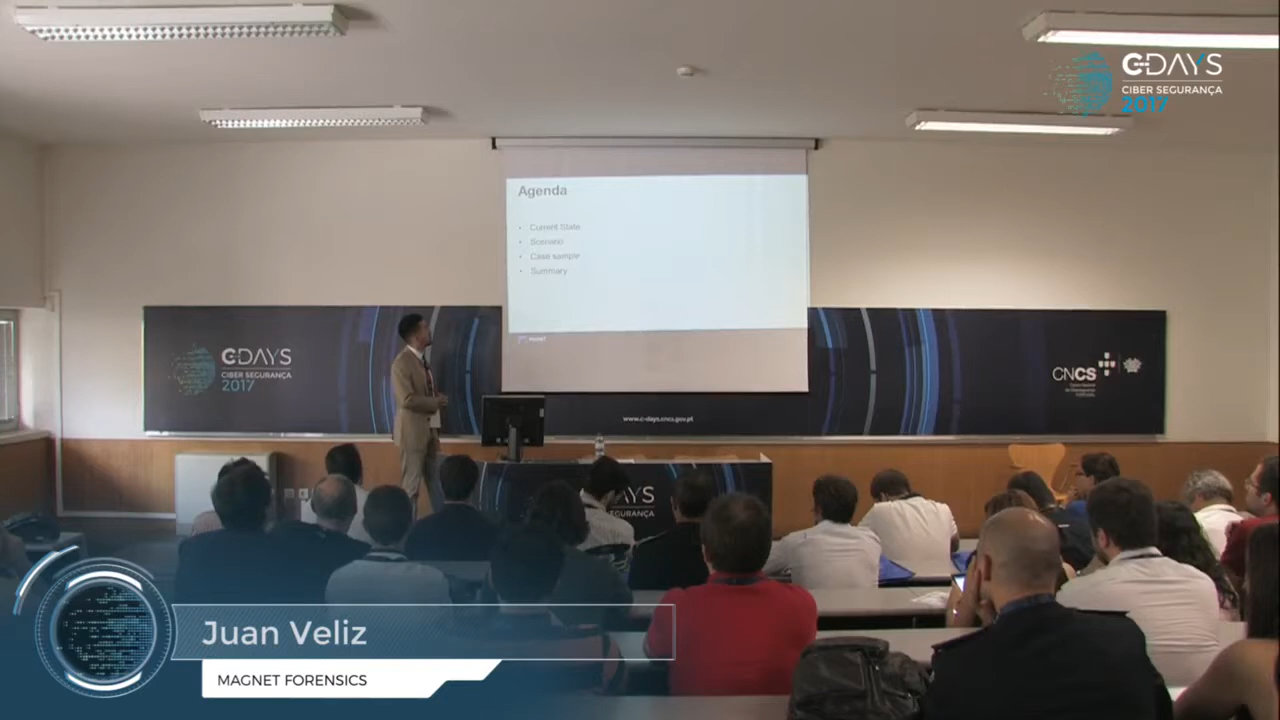 C-DAYS
CIBER SEGURANÇA
2017
Agenda
• Current State
• Scenario
• Case sample
• Summary
C-DAYS
CIBER SEGURANÇA
2017
CNCS
www.c-days.cncs.gov.pt
AYS
SEGURANÇA
Juan Veliz
MAGNET FORENSICS